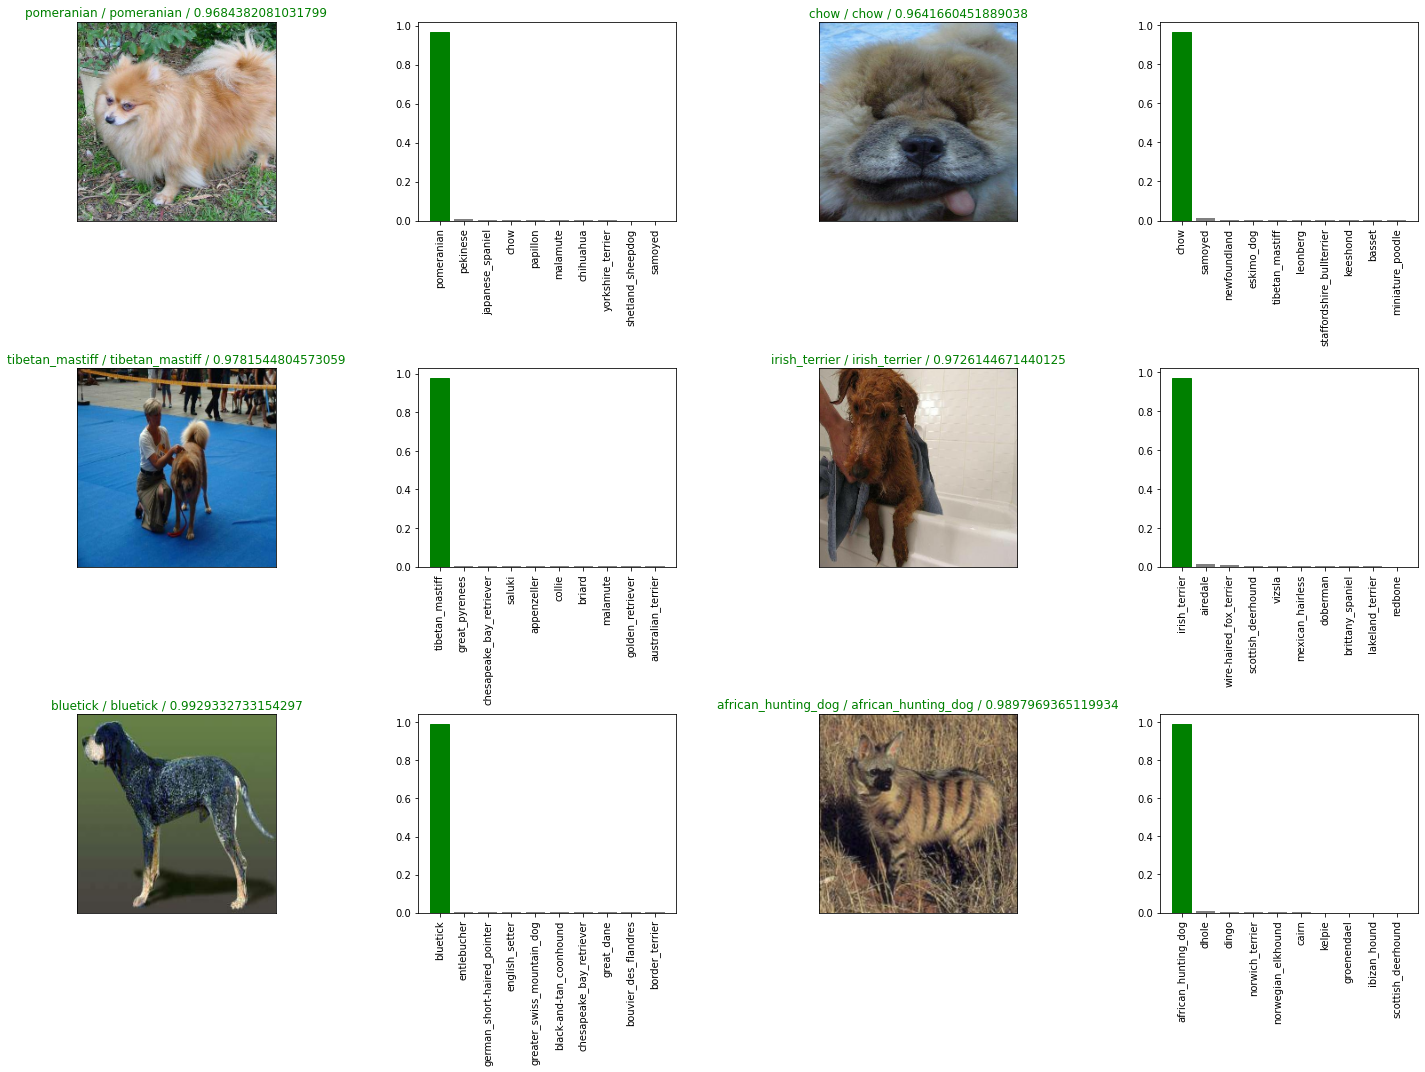 pomeranian / pomeranian / 0.9684382081031799
1.0
0.8
0.6
0.4
0.2
0.0
pomeranian
pekinese
japanese_spaniel
chow
papillon
malamute
chihuahua
yorkshire_terrier
shetland_sheepdog
samoyed
chow / chow / 0.9641660451889038
1.0
0.8
0.6
0.4
0.2
0.0
chow
samoyed
newfoundland
eskimo_dog
tibetan_mastiff
leonberg
staffordshire_bullterrier
keeshond
basset
miniature_poodle
tibetan_mastiff / tibetan_mastiff / 0.9781544804573059
1.0
0.8
0.6
0.4
0.2
0.0
tibetan_mastiff
great_pyrenees
chesapeake_bay_retriever
saluki
appenzeller
collie
briard
malamute
golden_retriever
australian_terrier
irish_terrier / irish_terrier / 0.9726144671440125
1.0
0.8
0.6
0.4
0.2
0.0
irish_terrier
airedale
wire-haired_fox_terrier
scottish_deerhound
vizsla
mexican_hairless
doberman
brittany_spaniel
lakeland_terrier
redbone
bluetick / bluetick / 0.9929332733154297
1.0
0.8
0.6
0.4
0.2
0.0
bluetick
entlebucher
german_short-haired_pointer
english_setter
greater_swiss_mountain_dog
black-and-tan_coonhound
chesapeake_bay_retriever
great_dane
bouvier_des_flandres
border_terrier
african_hunting_dog / african_hunting_dog / 0.9897969365119934
1.0
0.8
0.6
0.4
0.2
0.0
african_hunting_dog
dhole
dingo
norwich_terrier
norwegian_elkhound
cairn
kelpie
groenendael
ibizan_hound
scottish_deerhound